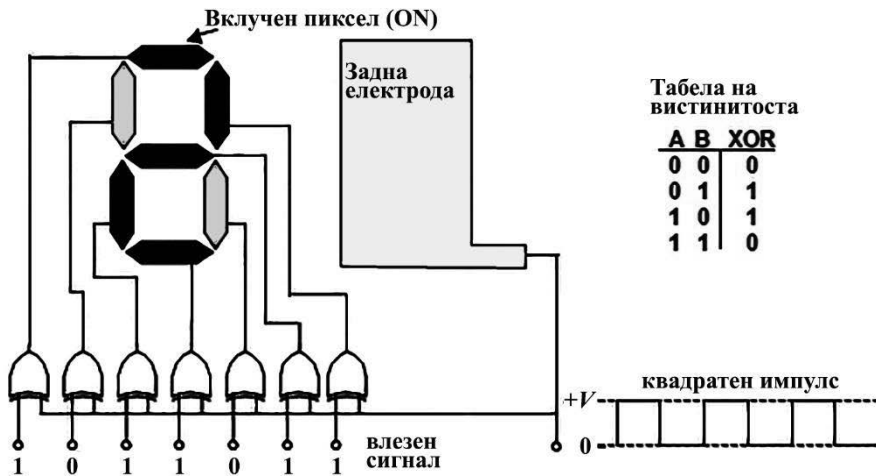 Вклучен пиксел (ON)
Задна
електрода
Табела на
вистинитоста
A B XOR
0 0 0
0 1 1
1 0 1
1 1 0
квадратен импулс
+V
0
влезен
сигнал
1 0 1 1 0 1 1